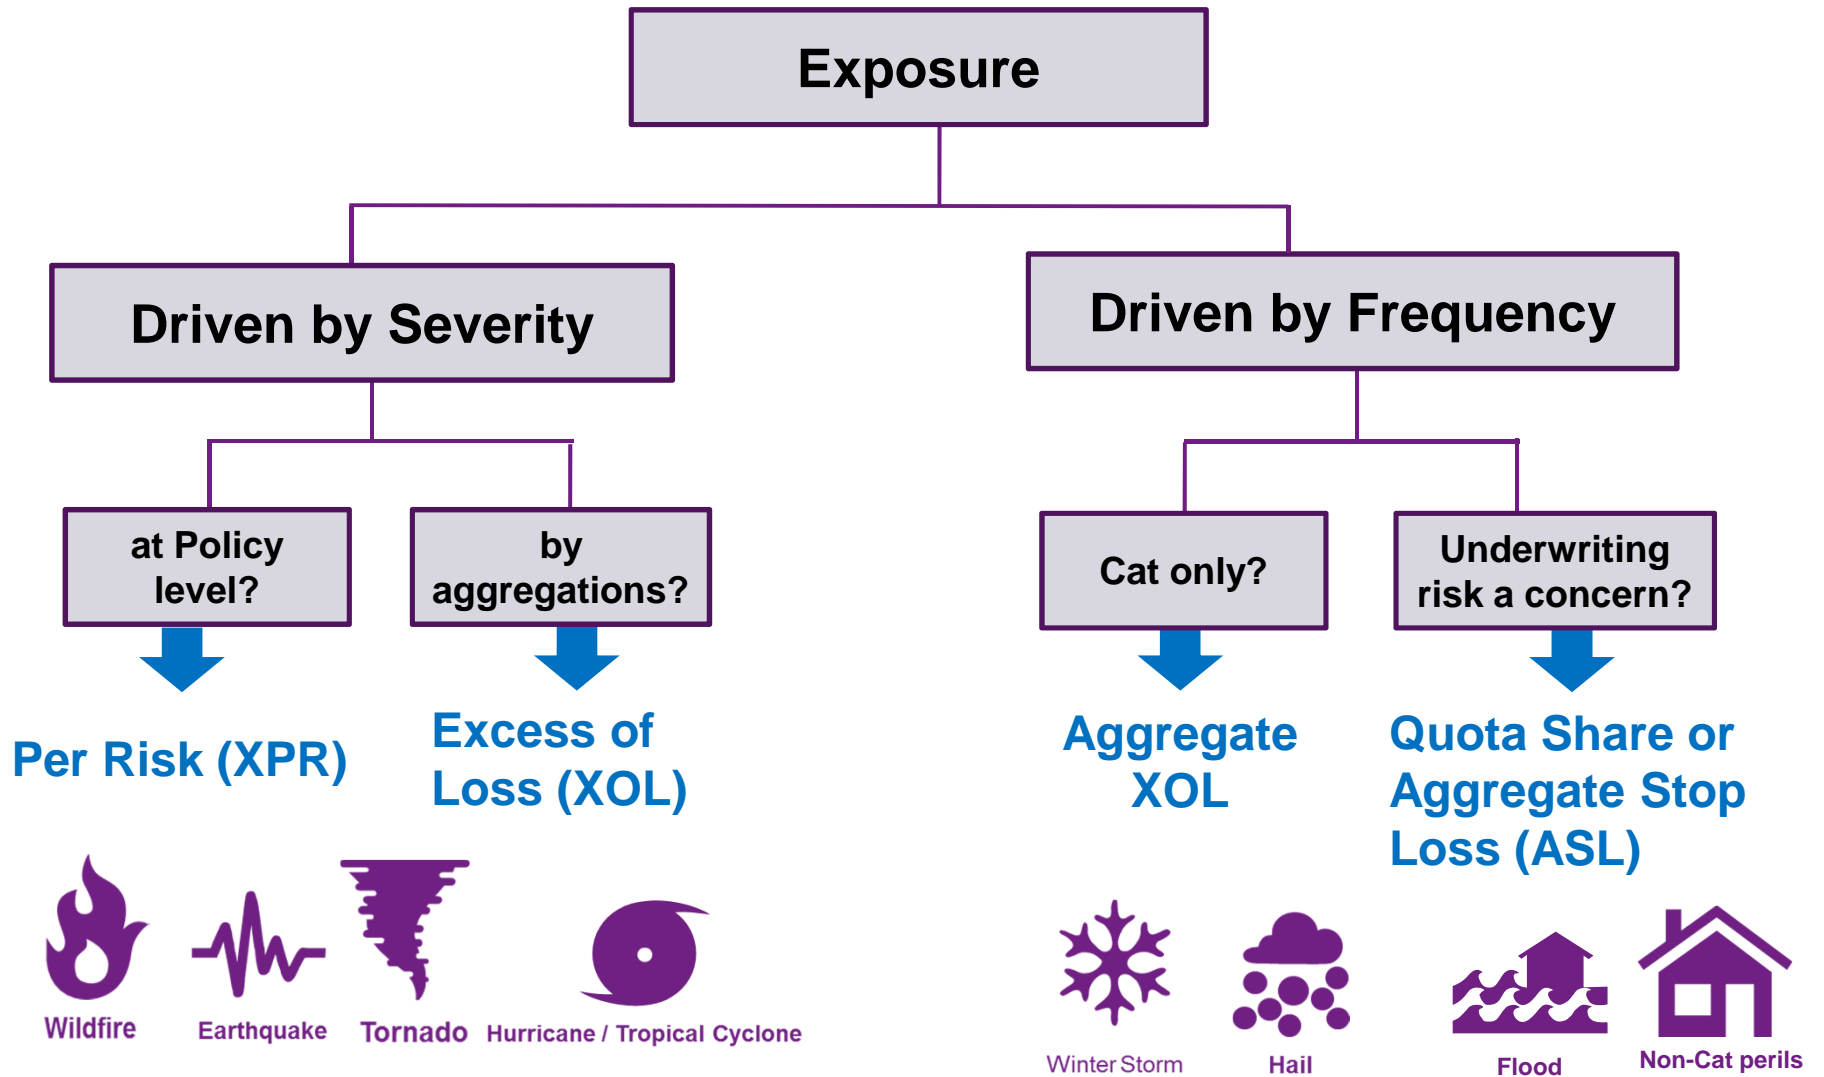 Exposure
Driven by Severity
Driven by Frequency
at Policy
level?
by
aggregations?
Cat only?
Underwriting
risk a concern?
Per Risk (XPR)
Excess of
Loss (XOL)
Aggregate
XOL
Quota Share or
Aggregate Stop
Loss (ASL)
Wildfire
Earthquake
Tornado
Hurricane / Tropical Cyclone
Winter Storm
Hail
Flood
Non-Cat perils